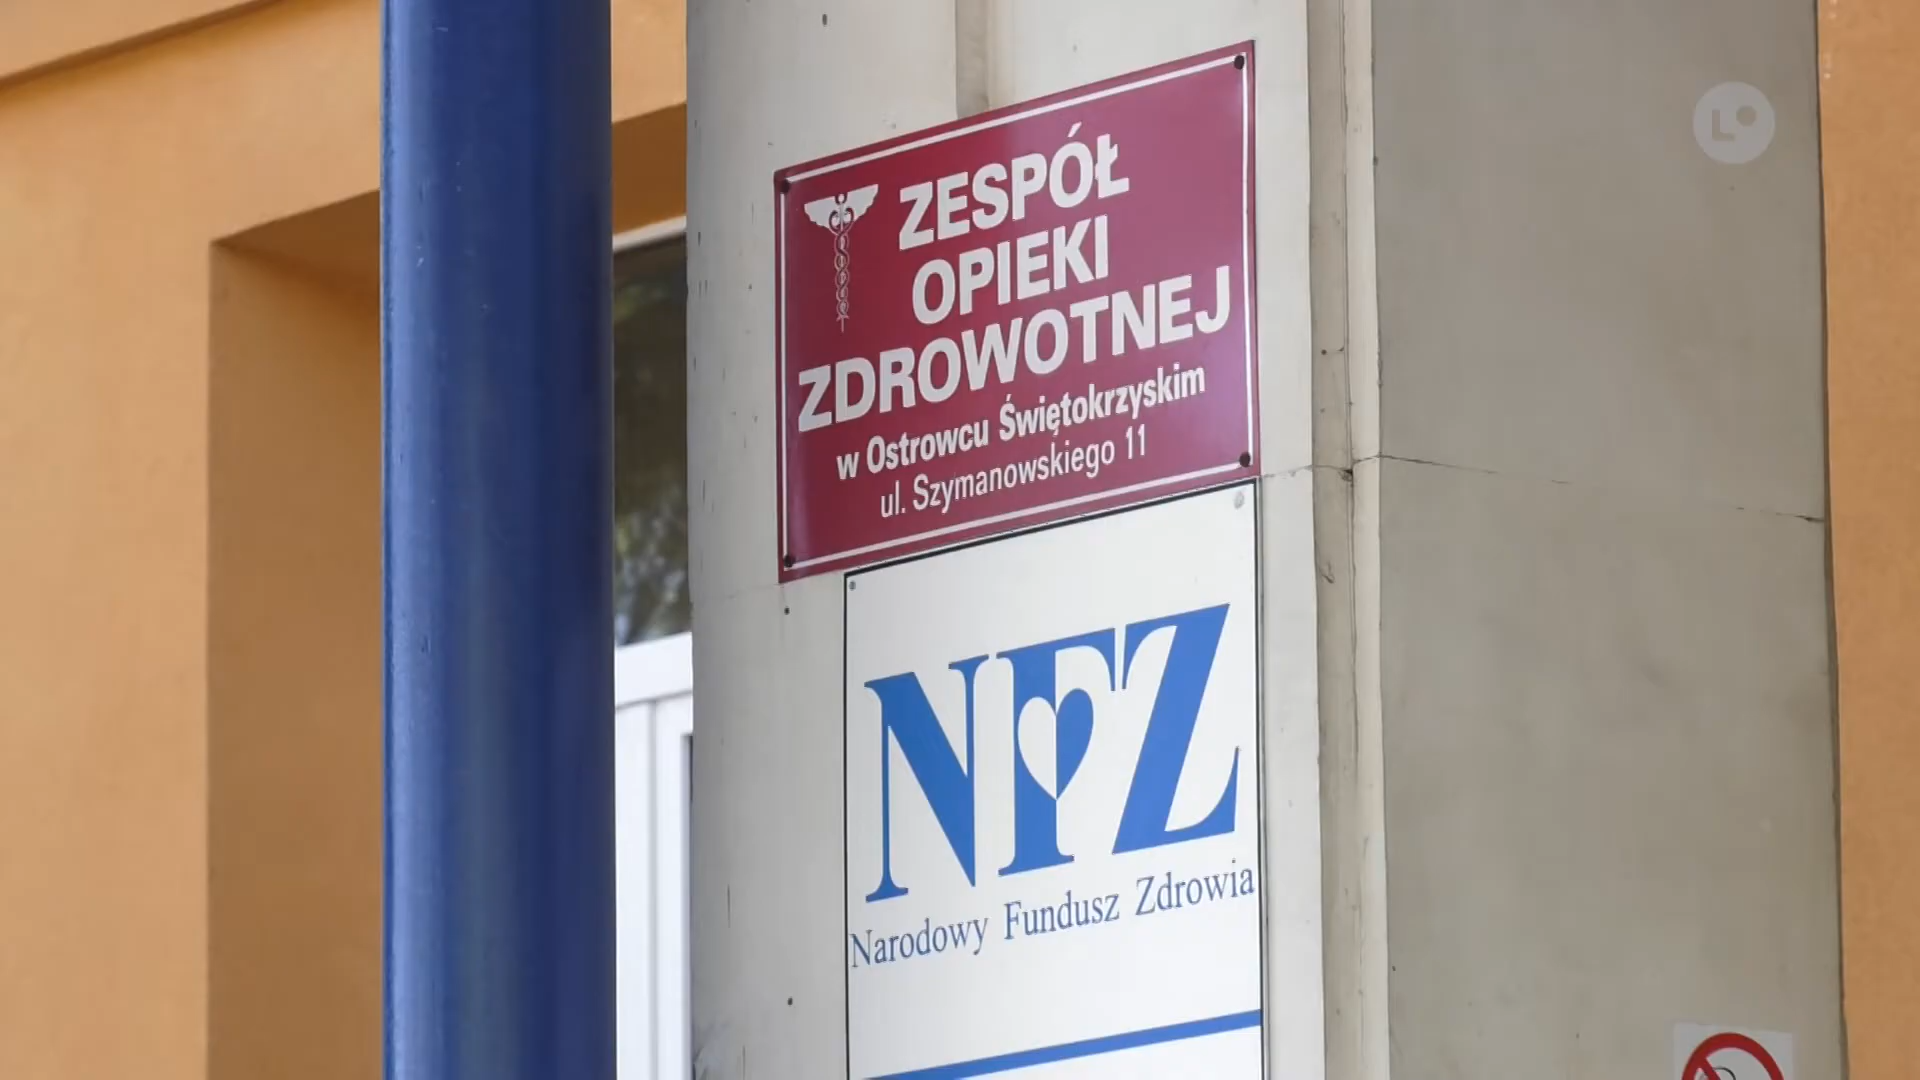 ZESPÓŁ
OPIEKI
ZDROWOTNEJ
w Ostrowcu Świętokrzyskim
ul. Szymanowskiego 11
NFZ
Narodowy Fundusz Zdrowia